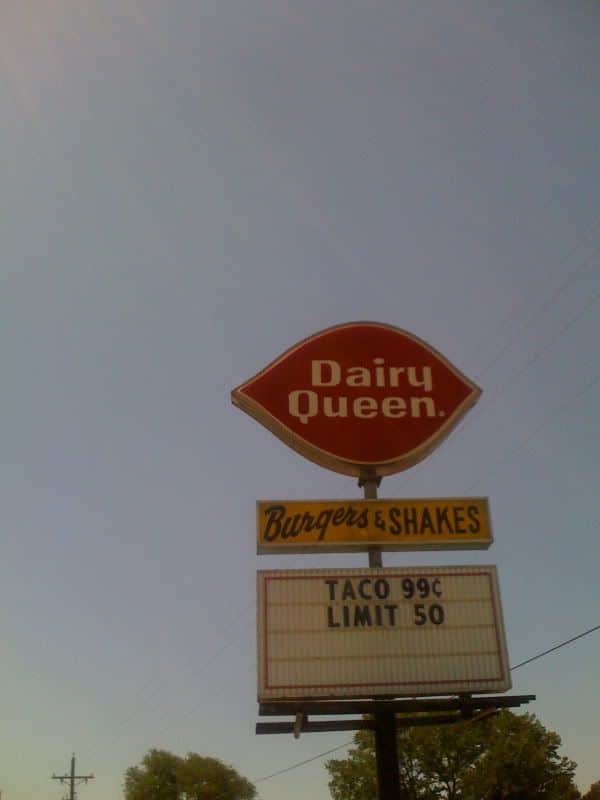 Dairy
Queen.
Burgers & SHAKES
TACO 99¢
LIMIT 50